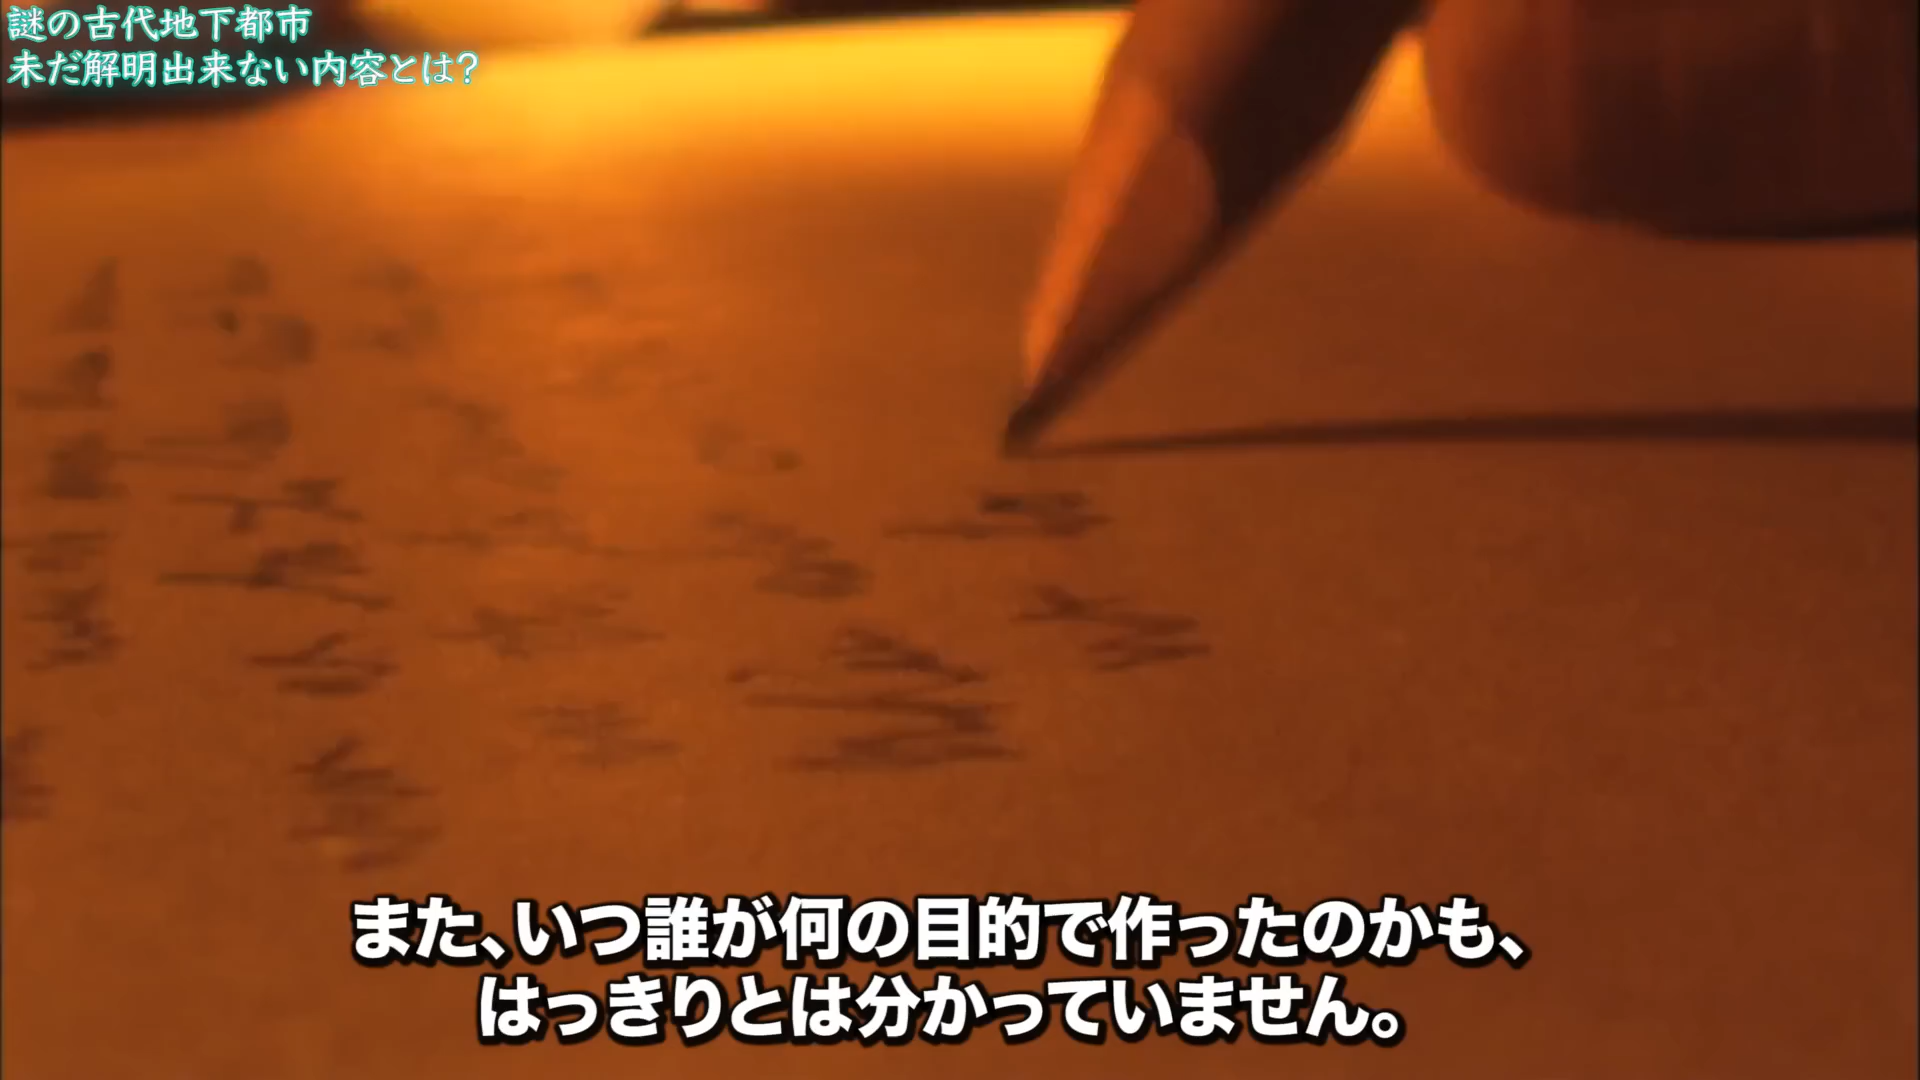 謎の古代地下都市
未だ解明出来ない内容とは?
また、いつ誰が何の目的で作ったのかも、
はっきりとは分かっていません。